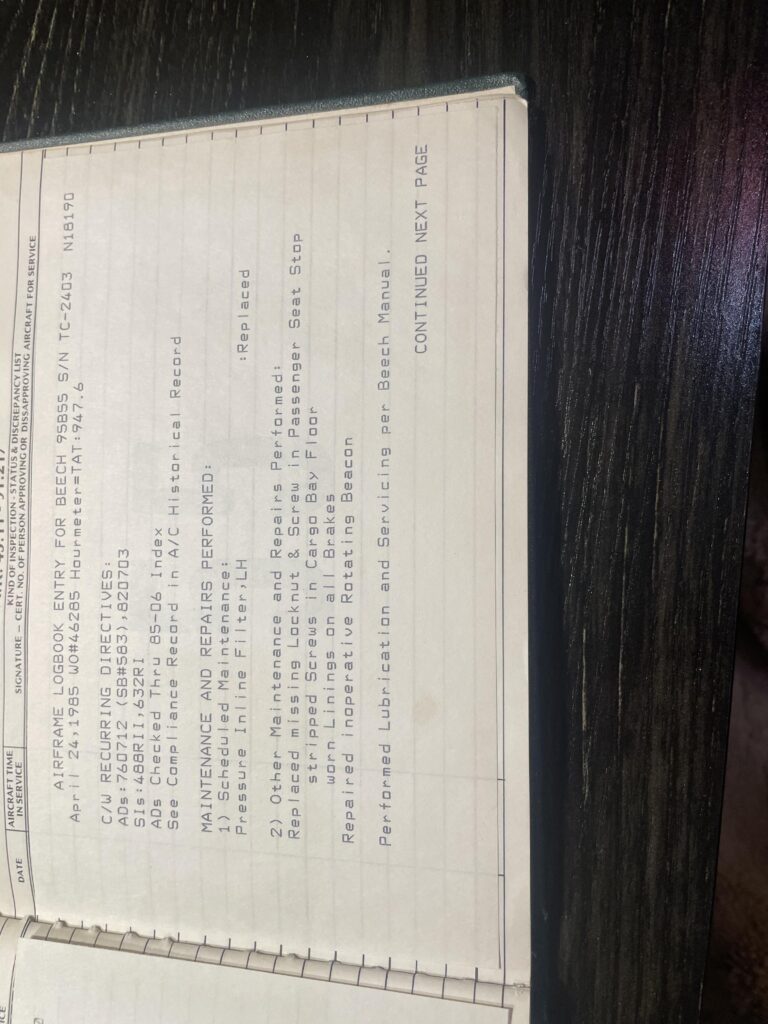 DATE
AIRCRAFT TIME
IN SERVICE
KIND OF INSPECTION - STATUS & DISCREPANCY LIST
SIGNATURE – CERT. NO. OF PERSON APPROVING OR DISSAPPROVING AIRCRAFT FOR SERVICE
AIRFRAME LOGBOOK ENTRY FOR BEECH 95B55 S/N TC-2403 N18190
April 24,1985 WO#46285 Hourmeter=TAT:947.6
C/W RECURRING DIRECTIVES:
ADs:760712 (SB#583),820703
SIs:488RII,632RI
ADs Checked Thru 85-06 Index
See Compliance Record in A/C Historical Record
MAINTENANCE AND REPAIRS PERFORMED:
1) Scheduled Maintenance:
Pressure Inline Filter,LH :Replaced
2) Other Maintenance and Repairs Performed:
Replaced missing Locknut & Screw in Passenger Seat Stop
stripped Screws in Cargo Bay Floor
worn Linings on all Brakes
Repaired inoperative Rotating Beacon
Performed Lubrication and Servicing per Beech Manual.
CONTINUED NEXT PAGE